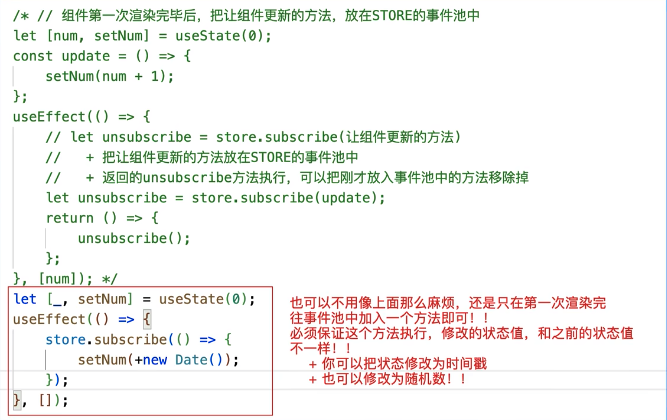 /* // 组件第一次渲染完毕后，把让组件更新的方法，放在STORE的事件池中
let [num, setNum] = useState(0);
const update = () => {
    setNum(num + 1);
};
useEffect(() => {
    // let unsubscribe = store.subscribe(让组件更新的方法)
    //   + 把让组件更新的方法放在STORE的事件池中
    //   + 返回的unsubscribe方法执行，可以把刚才放入事件池中的方法移除掉
    let unsubscribe = store.subscribe(update);
    return () => {
        unsubscribe();
    };
}, [num]); */
let [_, setNum] = useState(0);
useEffect(() => {
    store.subscribe(() => {
        setNum(+new Date());
    });
}, []);
也可以不用像上面那么麻烦，还是只在第一次渲染完
往事件池中加入一个方法即可！！
必须保证这个方法执行，修改的状态值，和之前的状态值
不一样！！
+ 你可以把状态修改为时间戳
+ 也可以修改为随机数！！